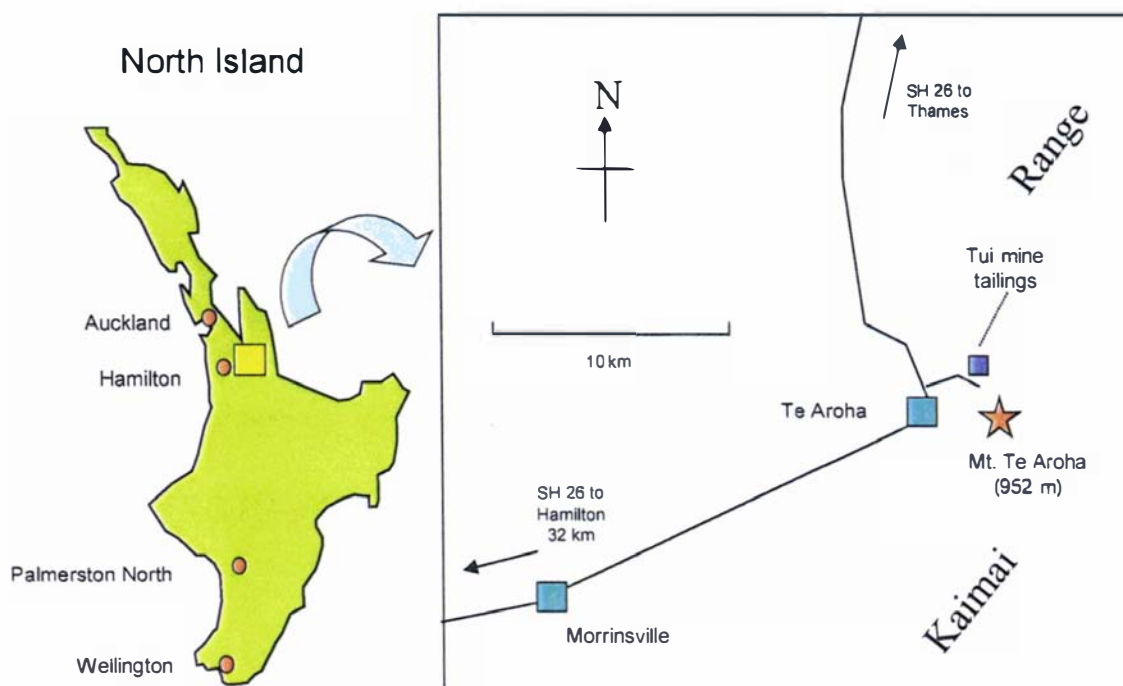 North Island
Auckland
Hamilton
Palmerston North
Wellington
N
SH 26 to
Thames
Range
Tui mine
tailings
10 km
Te Aroha
Mt. Te Aroha
(952 m)
SH 26 to
Hamilton
32 km
Morrinsville
Kaimai